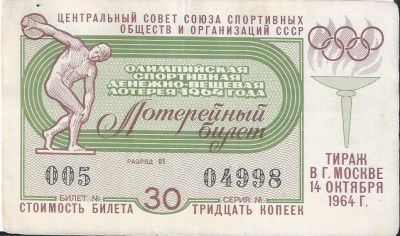 ЦЕНТРАЛЬНЫЙ СОВЕТ СОЮЗА СПОРТИВНЫХ
ОБЩЕСТВ И ОРГАНИЗАЦИЙ СССР
ОЛИМПИЙСКАЯ
СПОРТИВНАЯ
ДЕНЕЖНО-ВЕЩЕВАЯ
ЛОТЕРЕЯ 1964 ГОДА
Лотерейный
билет
РАЗРЯД 01
005
04998
БИЛЕТ №
30
СЕРИЯ №
СТОИМОСТЬ БИЛЕТА
ТРИДЦАТЬ КОПЕЕК
ТИРАЖ
В Г. МОСКВЕ
14 ОКТЯБРЯ
1964 Г.